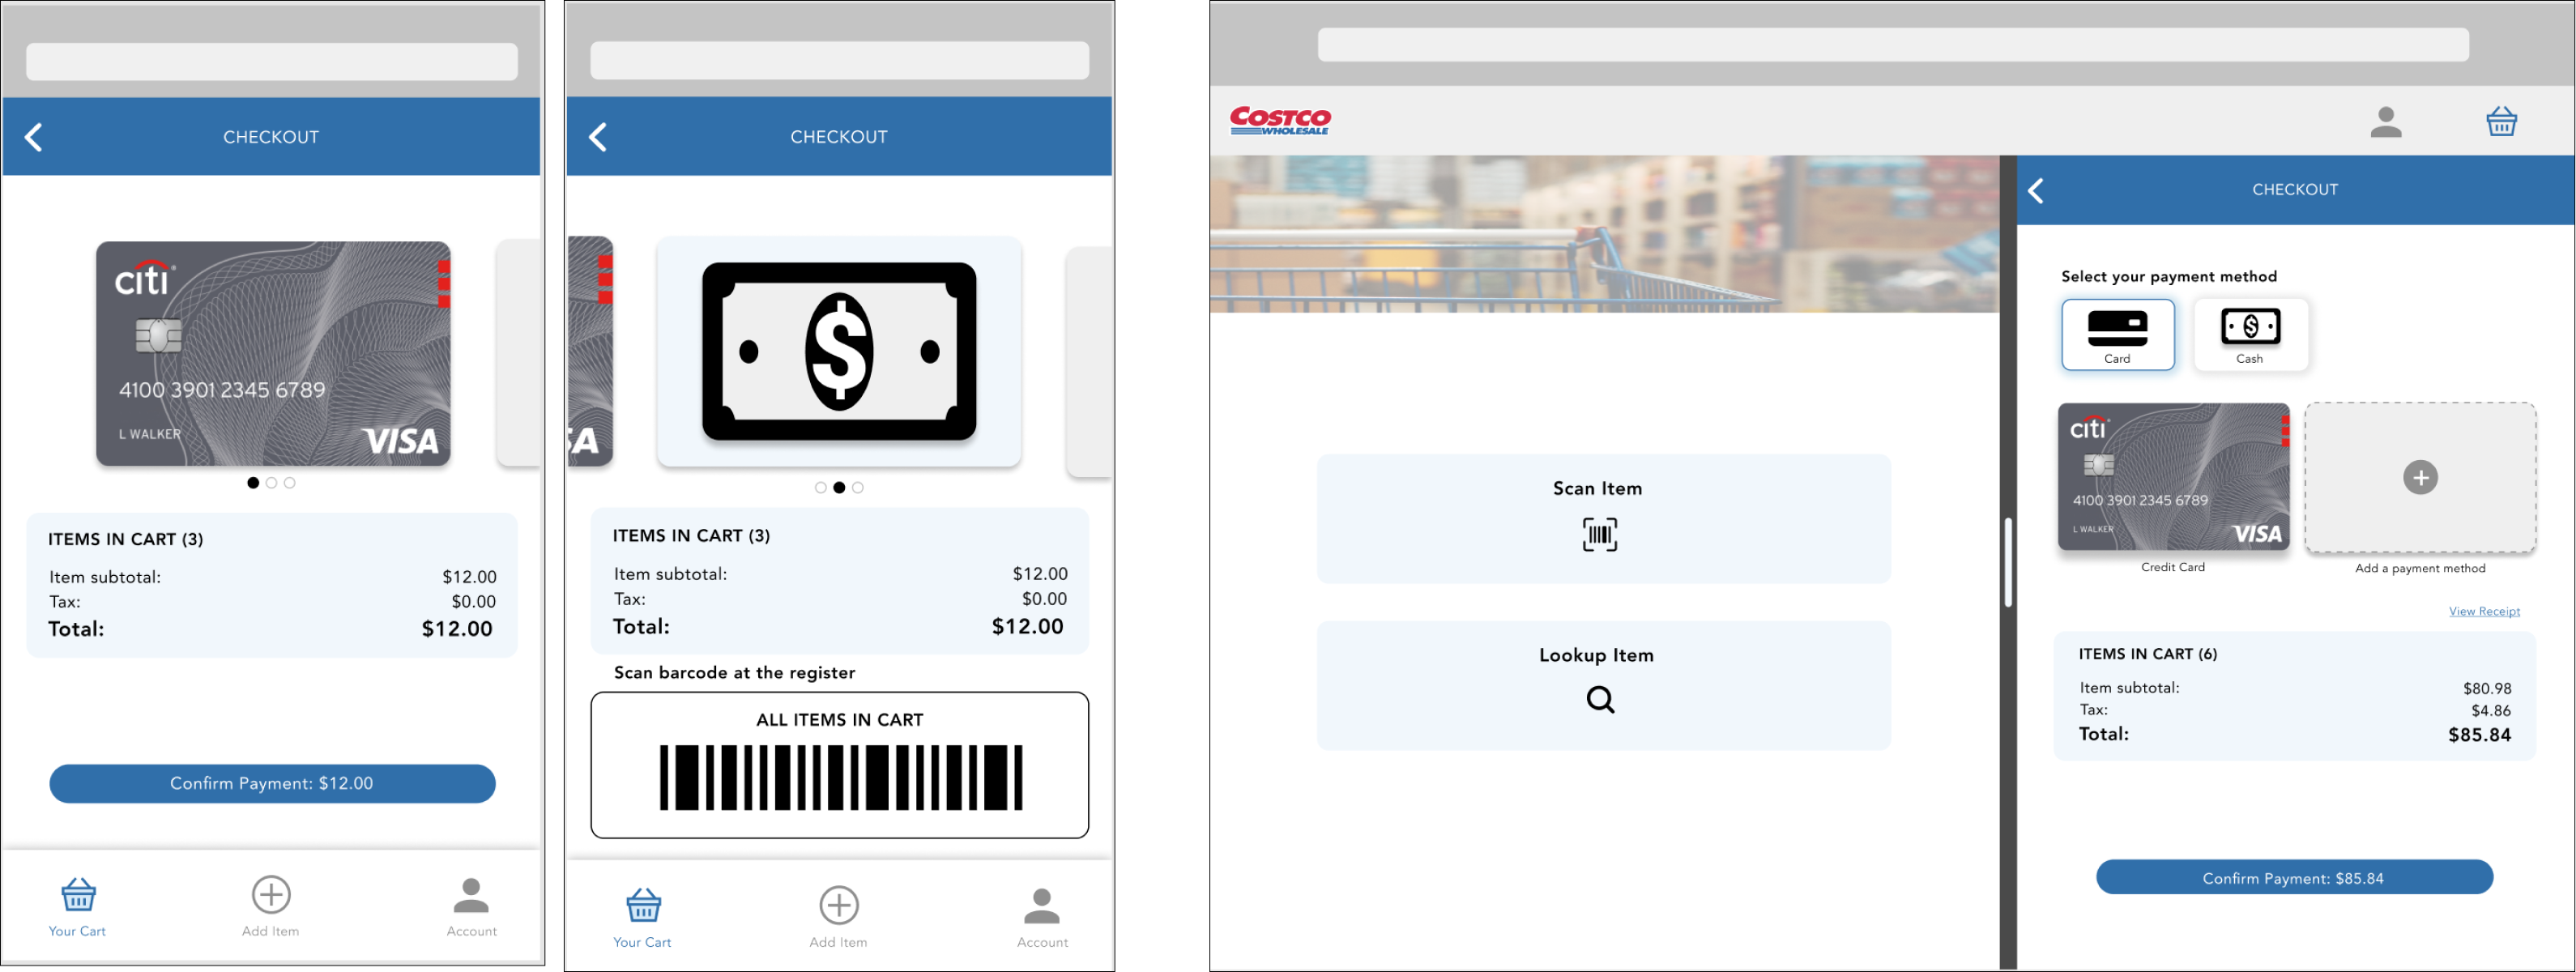 CHECKOUT
citi
4100 3901 2345 6789
L WALKER
VISA
ITEMS IN CART (3)
Item subtotal: $12.00
Tax: $0.00
Total: $12.00
Confirm Payment: $12.00
Your Cart
Add Item
Account
CHECKOUT
SA
$
ITEMS IN CART (3)
Item subtotal: $12.00
Tax: $0.00
Total: $12.00
Scan barcode at the register
ALL ITEMS IN CART
Your Cart
Add Item
Account
COSTCO
WHOLESALE
Scan Item
Lookup Item
CHECKOUT
Select your payment method
$
Card
Cash
citi
4100 3901 2345 6789
L WALKER
VISA
Credit Card
Add a payment method
View Receipt
ITEMS IN CART (6)
Item subtotal: $80.98
Tax: $4.86
Total: $85.84
Confirm Payment: $85.84